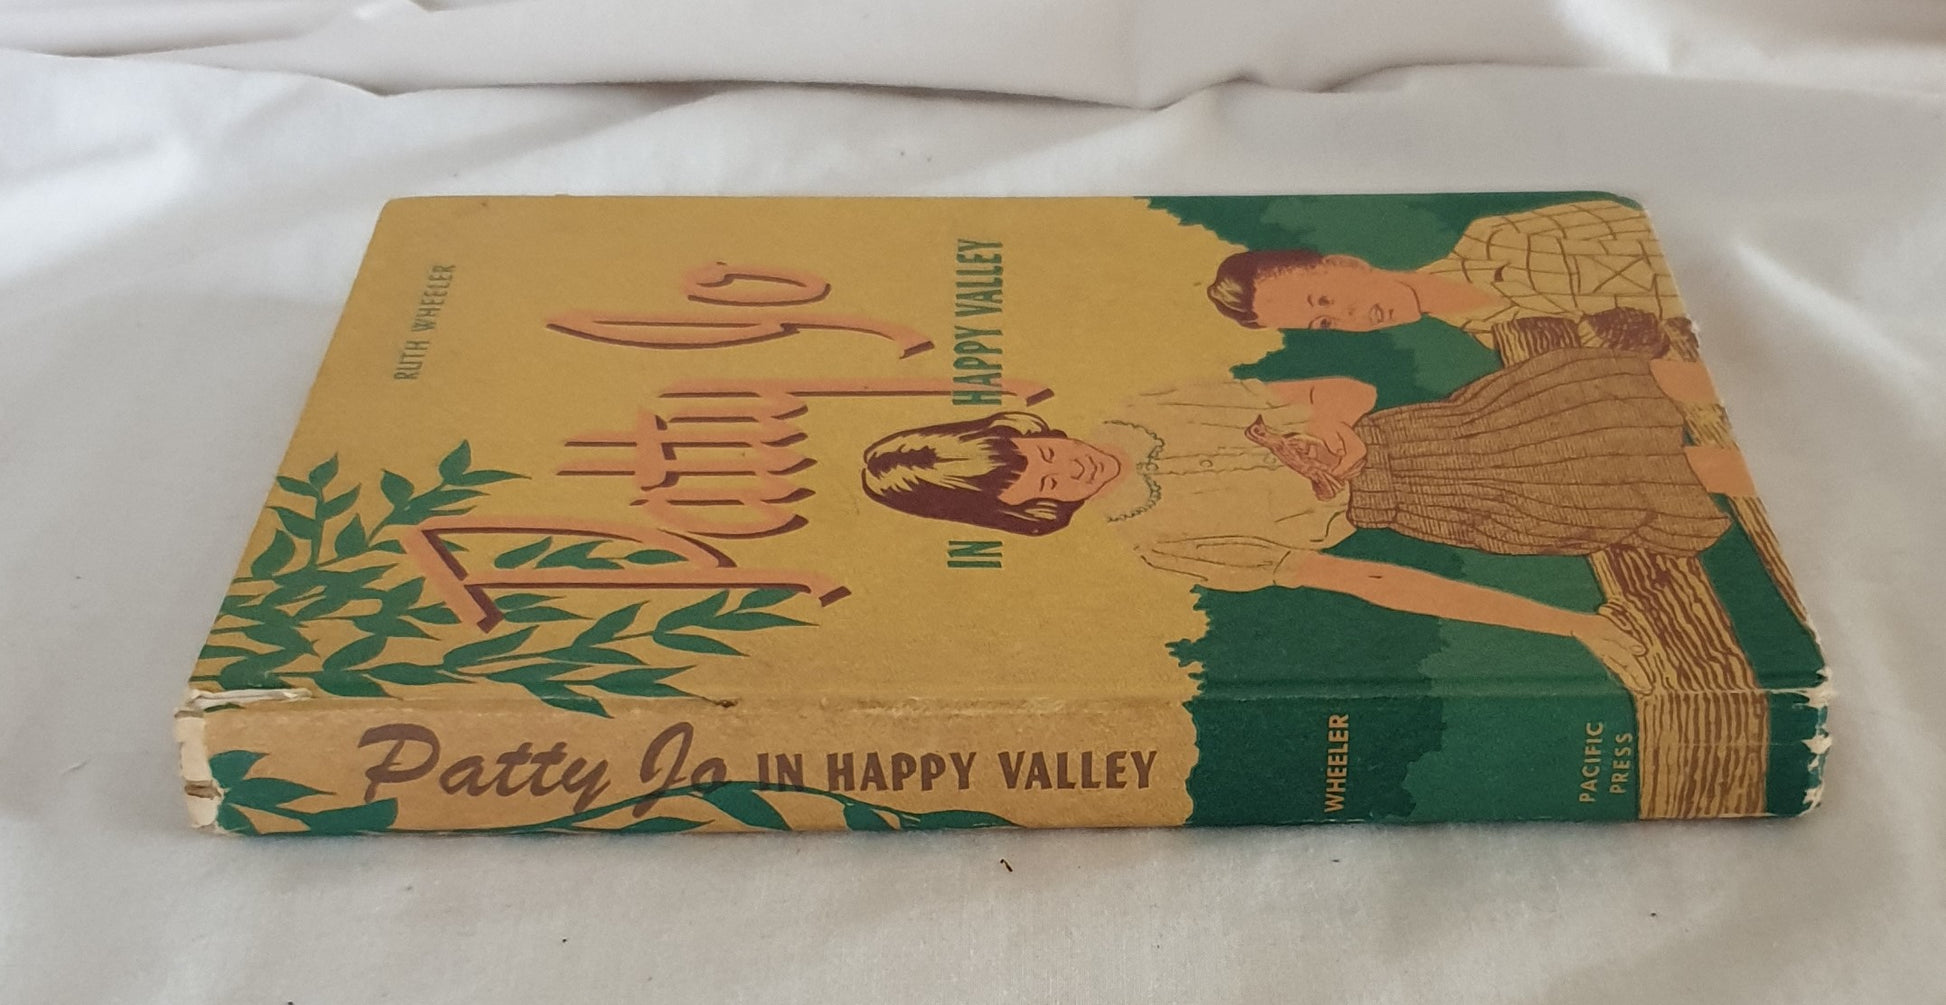 RUTH WHEELER
Patty Jo
IN HAPPY VALLEY
Patty Jo IN HAPPY VALLEY
WHEELER
PACIFIC
PRESS